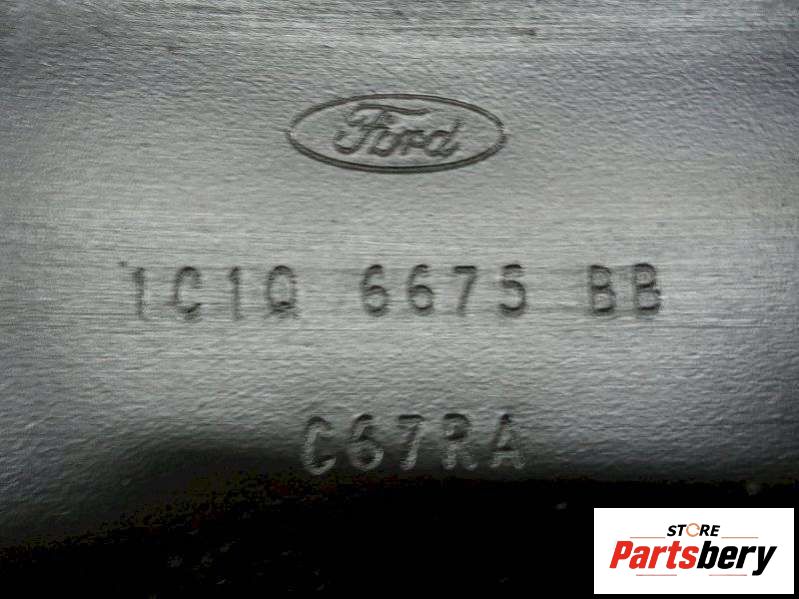 Ford
1C1Q 6675 BB
C67RA
STORE
Partsbery